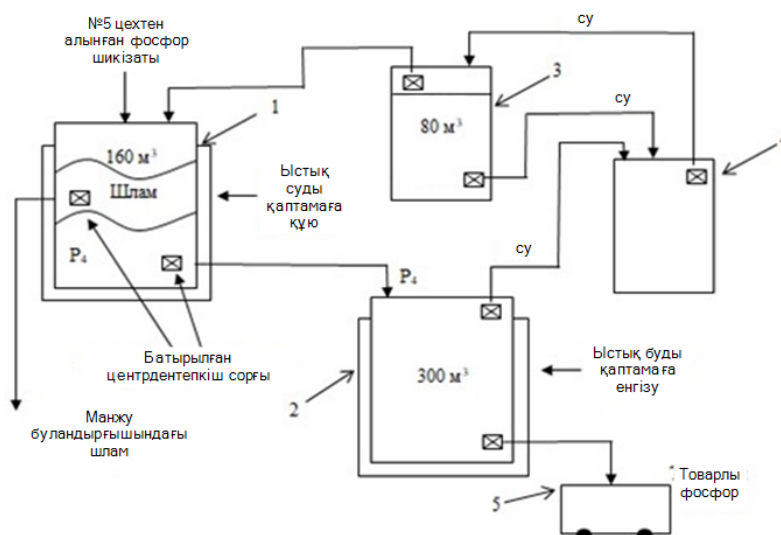 №5 цехтен
алынған фосфор
шикізаты
су
3
1
су
80 м³
160 м³
Шлам
Ыстық
суды
қаптамаға
құю
P₄
су
P₄
Батырылған
центрдентепкіш сорғы
300 м³
Ыстық буды
қаптамаға
енгізу
2
Манжу
буландырғышындағы
шлам
Товарлы
фосфор
5